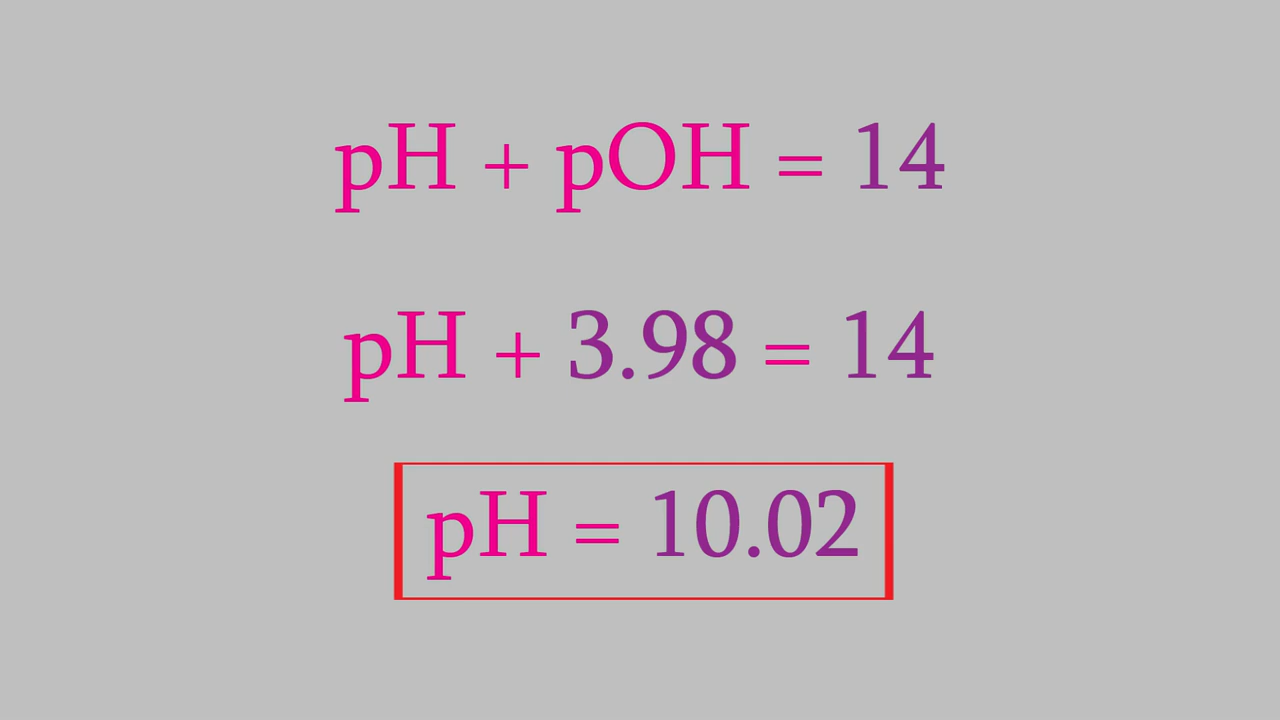 pH + pOH = 14
pH + 3.98 = 14
pH = 10.02